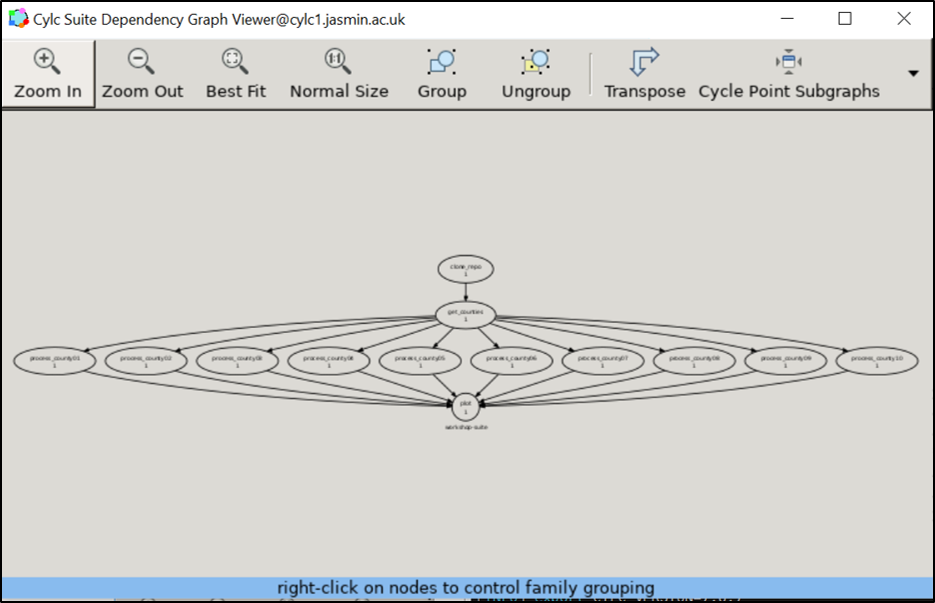 Cylc Suite Dependency Graph Viewer@cylc1.jasmin.ac.uk
Zoom In Zoom Out Best Fit Normal Size Group Ungroup Transpose Cycle Point Subgraphs
clone_repo
1
get_counties
1
process_county01 process_county02 process_county03 process_county04 process_county05 process_county06 process_county07 process_county08 process_county09 process_county10
1 1 1 1 1 1 1 1 1 1
plot
1
workshop-suite
right-click on nodes to control family grouping